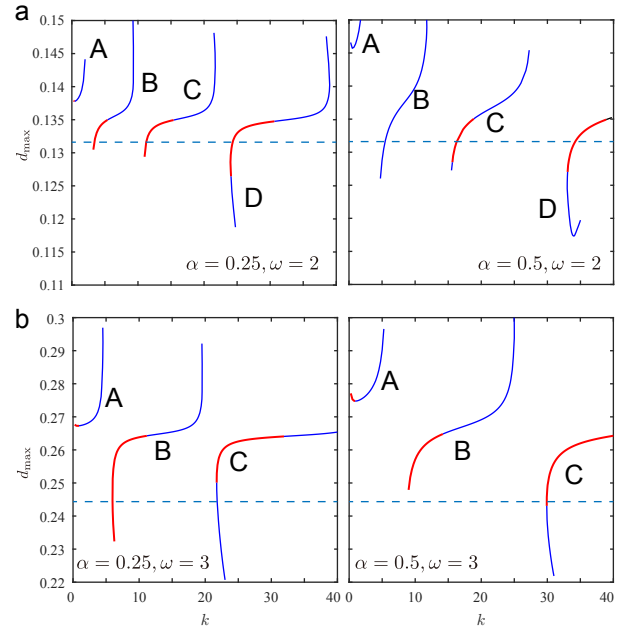 a
0.15
0.145
0.14
0.135
0.13
0.125
0.12
0.115
0.11
d_max
A
B
C
D
α = 0.25, ω = 2
A
B
C
D
α = 0.5, ω = 2
b
0.3
0.29
0.28
0.27
0.26
0.25
0.24
0.23
0.22
d_max
A
B
C
α = 0.25, ω = 3
0 10 20 30 40
k
A
B
C
α = 0.5, ω = 3
0 10 20 30 40
k